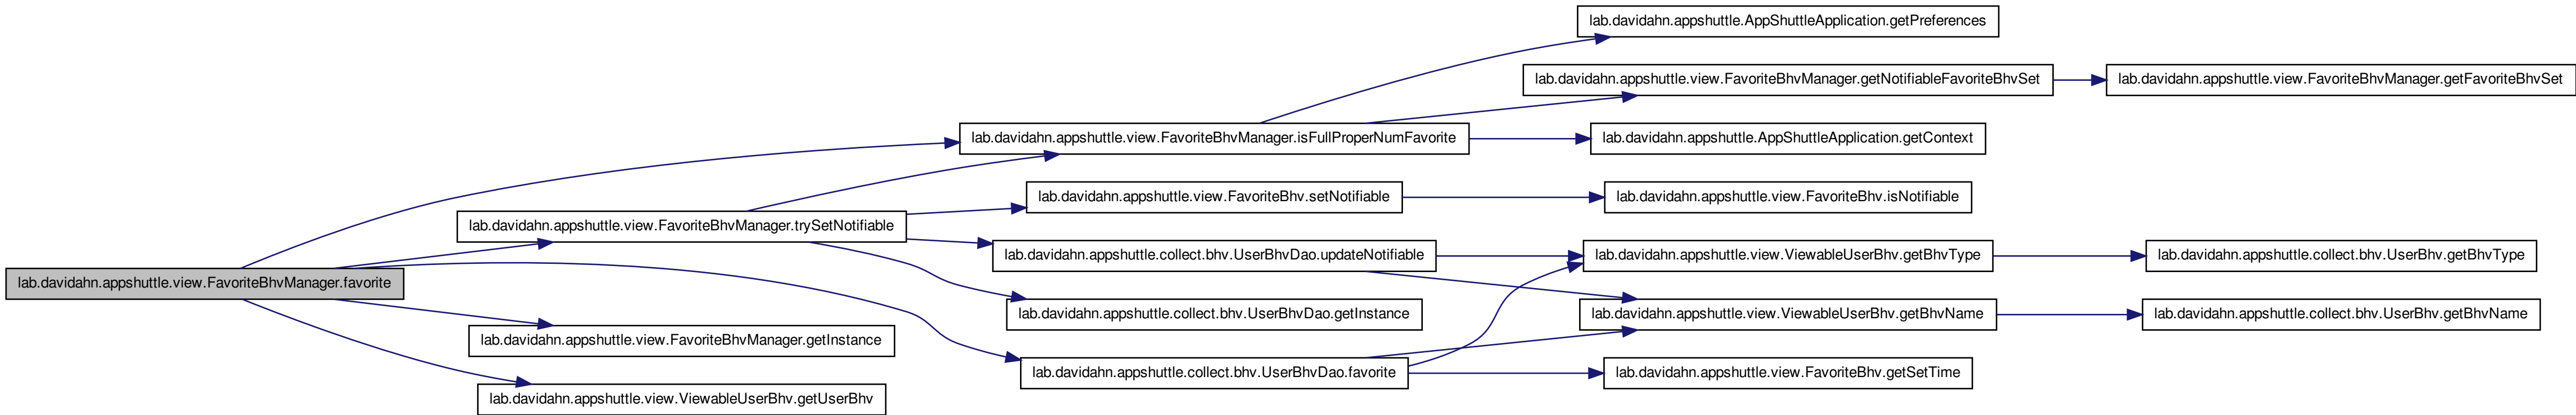 lab.davidahn.appshuttle.AppShuttleApplication.getPreferences
lab.davidahn.appshuttle.view.FavoriteBhvManager.getNotifiableFavoriteBhvSet
lab.davidahn.appshuttle.view.FavoriteBhvManager.getFavoriteBhvSet
lab.davidahn.appshuttle.view.FavoriteBhvManager.isFullProperNumFavorite
lab.davidahn.appshuttle.AppShuttleApplication.getContext
lab.davidahn.appshuttle.view.FavoriteBhv.setNotifiable
lab.davidahn.appshuttle.view.FavoriteBhv.isNotifiable
lab.davidahn.appshuttle.view.FavoriteBhvManager.trySetNotifiable
lab.davidahn.appshuttle.collect.bhv.UserBhvDao.updateNotifiable
lab.davidahn.appshuttle.view.ViewableUserBhv.getBhvType
lab.davidahn.appshuttle.collect.bhv.UserBhv.getBhvType
lab.davidahn.appshuttle.view.FavoriteBhvManager.favorite
lab.davidahn.appshuttle.collect.bhv.UserBhvDao.getInstance
lab.davidahn.appshuttle.view.ViewableUserBhv.getBhvName
lab.davidahn.appshuttle.collect.bhv.UserBhv.getBhvName
lab.davidahn.appshuttle.view.FavoriteBhvManager.getInstance
lab.davidahn.appshuttle.collect.bhv.UserBhvDao.favorite
lab.davidahn.appshuttle.view.FavoriteBhv.getSetTime
lab.davidahn.appshuttle.view.ViewableUserBhv.getUserBhv